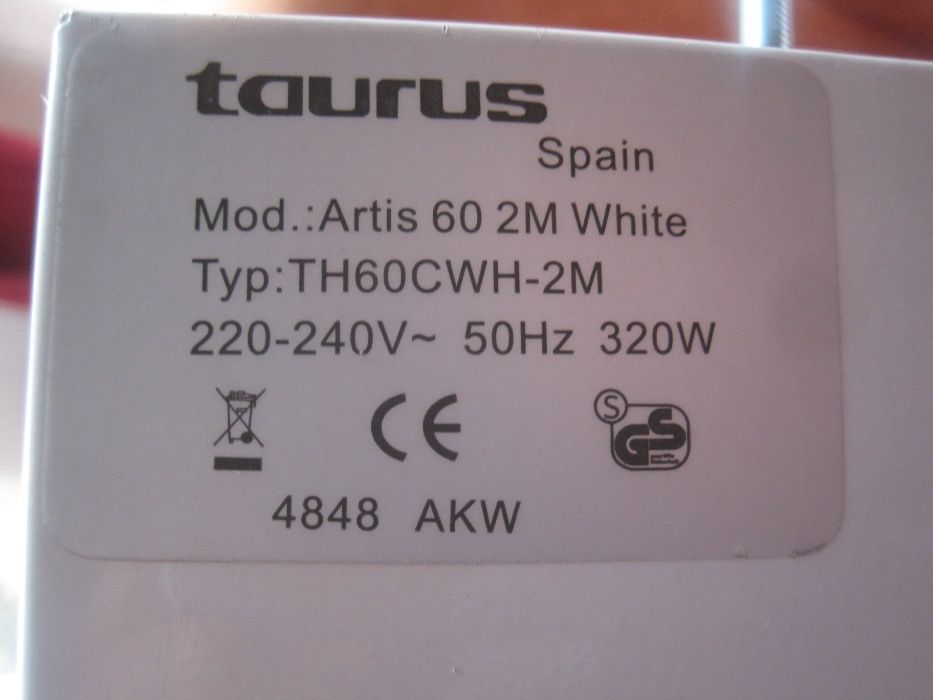 taurus
Spain
Mod.:Artis 60 2M White
Typ:TH60CWH-2M
220-240V~ 50Hz 320W
CE
S
GS
4848 AKW